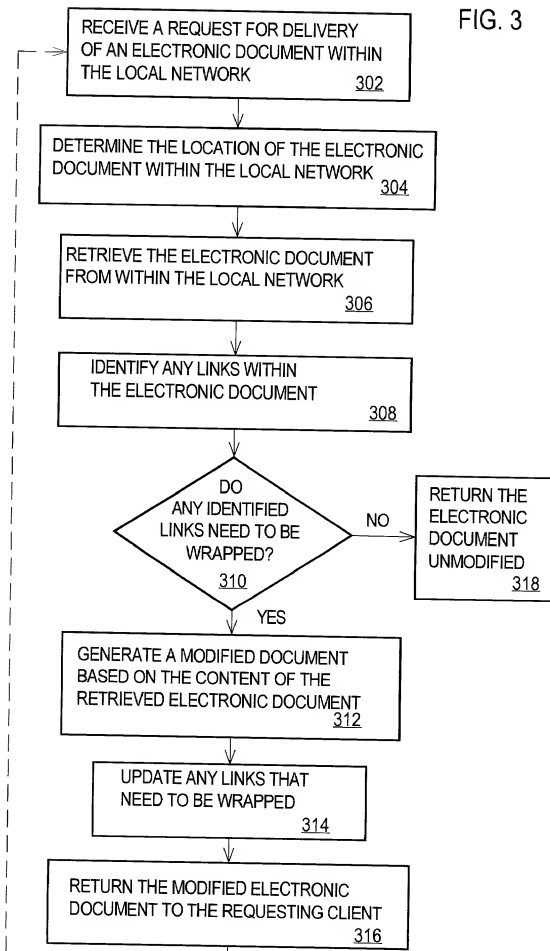 FIG. 3
RECEIVE A REQUEST FOR DELIVERY
OF AN ELECTRONIC DOCUMENT WITHIN
THE LOCAL NETWORK
302
DETERMINE THE LOCATION OF THE ELECTRONIC
DOCUMENT WITHIN THE LOCAL NETWORK
304
RETRIEVE THE ELECTRONIC DOCUMENT
FROM WITHIN THE LOCAL NETWORK
306
IDENTIFY ANY LINKS WITHIN
THE ELECTRONIC DOCUMENT
308
DO
ANY IDENTIFIED
LINKS NEED TO BE
WRAPPED?
310
NO
RETURN THE
ELECTRONIC
DOCUMENT
UNMODIFIED
318
YES
GENERATE A MODIFIED DOCUMENT
BASED ON THE CONTENT OF THE
RETRIEVED ELECTRONIC DOCUMENT
312
UPDATE ANY LINKS THAT
NEED TO BE WRAPPED
314
RETURN THE MODIFIED ELECTRONIC
DOCUMENT TO THE REQUESTING CLIENT
316